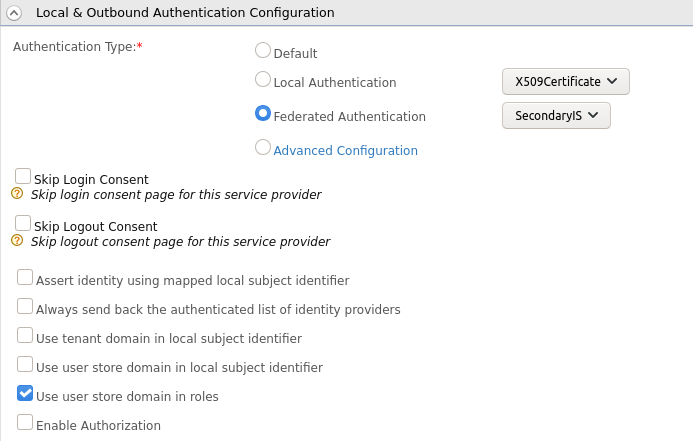 Local & Outbound Authentication Configuration
Authentication Type:*
Default
Local Authentication
X509Certificate
Federated Authentication
SecondaryIS
Advanced Configuration
Skip Login Consent
? Skip login consent page for this service provider
Skip Logout Consent
? Skip logout consent page for this service provider
Assert identity using mapped local subject identifier
Always send back the authenticated list of identity providers
Use tenant domain in local subject identifier
Use user store domain in local subject identifier
Use user store domain in roles
Enable Authorization